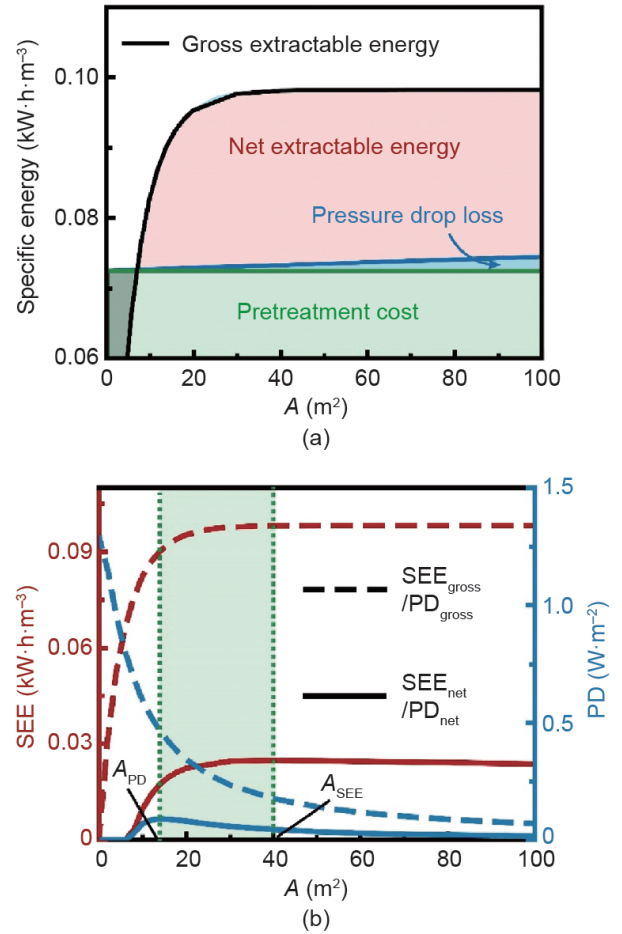 Gross extractable energy
0.10
Net extractable energy
Specific energy (kW·h·m⁻³)
0.08
Pressure drop loss
Pretreatment cost
0.06
0 20 40 60 80 100
A (m²)
(a)
1.5
0.09
SEE_gross
/PD_gross
1.0
SEE (kW·h·m⁻³)
PD (W·m⁻²)
0.06
SEE_net
/PD_net
0.5
0.03
A_PD
A_SEE
0
0
0 20 40 60 80 100
A (m²)
(b)